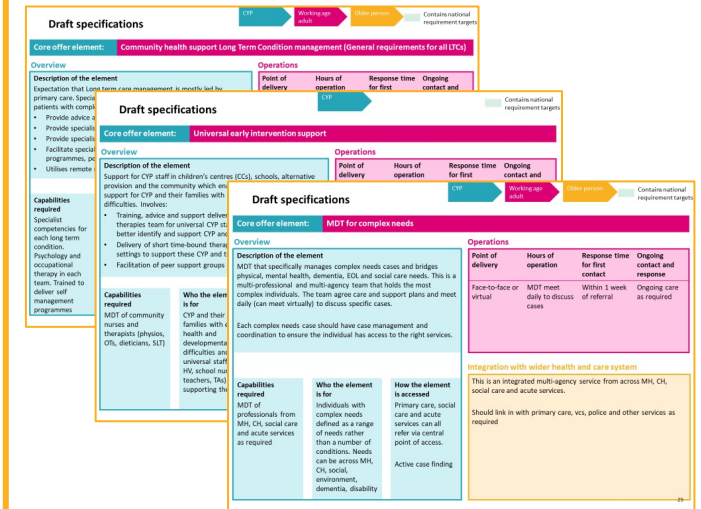 Draft specifications
CYP
Working age
adult
Older person
Contains national
requirement targets
Core offer element: Community health support Long Term Condition management (General requirements for all LTCs)
Overview
Operations
Description of the element
Expectation that Long term care management is mostly led by
primary care.
patients with
• Provide advice
• Provide
• Provide
• Facilitate
programmes,
• Utilises remote
Point of
delivery
Hours of
operation
Response time
for first
Ongoing
contact and
Capabilities
required
Specialist
competencies for
each long term
condition.
Psychology and
occupational
therapy in each
team. Trained to
deliver self
management
programmes
Draft specifications
CYP
Contains national
requirement targets
Core offer element: Universal early intervention support
Overview
Operations
Description of the element
Support for CYP staff in children's centres (CCs), schools, alternative
provision and the community which
support for CYP and their families with
difficulties. Involves:
• Training, advice and support
therapies team for universal CYP
better identify and support CYP
• Delivery of short time-bound
settings to support these CYP and
• Facilitation of peer support groups
Point of
delivery
Hours of
operation
Response time
for first
Ongoing
contact and
Capabilities
required
MDT of community
nurses and
therapists (physios,
OTs, dieticians, SLT)
Who the
is for
CYP and their
families with
health and
difficulties
universal staff
HV, school
teachers, TAs)
supporting
Draft specifications
CYP
Working age
adult
Older person
Contains national
requirement targets
Core offer element: MDT for complex needs
Overview
Operations
Description of the element
MDT that specifically manages complex needs cases and bridges
physical, mental health, dementia, EOL and social care needs. This is a
multi-professional and multi-agency team that holds the most
complex individuals. The team agree care and support plans and meet
daily (can meet virtually) to discuss specific cases.
Each complex needs case should have case management and
coordination to ensure the individual has access to the right services.
Point of
delivery
Hours of
operation
Response time
for first
contact
Ongoing
contact and
response
Face-to-face or
virtual
MDT meet
daily to discuss
cases
Within 1 week
of referral
Ongoing care
as required
Capabilities
required
MDT of
professionals from
MH, CH, social care
and acute services
as required
Who the element
is for
Individuals with
complex needs
defined as a range
of needs rather
than a number of
conditions. Needs
can be across MH,
CH, social,
environment,
dementia, disability
How the element
is accessed
Primary care, social
care and acute
services can all
refer via central
point of access.
Active case finding
Integration with wider health and care system
This is an integrated multi-agency service from across MH, CH,
social care and acute services.
Should link in with primary care, vcs, police and other services as
required
25